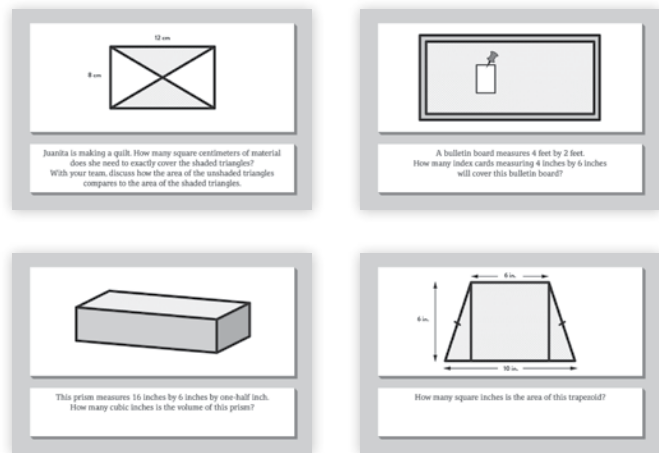 12 cm
8 cm
Juanita is making a quilt. How many square centimeters of material
does she need to exactly cover the shaded triangles?
With your team, discuss how the area of the unshaded triangles
compares to the area of the shaded triangles.
A bulletin board measures 4 feet by 2 feet.
How many index cards measuring 4 inches by 6 inches
will cover this bulletin board?
This prism measures 16 inches by 6 inches by one-half inch.
How many cubic inches is the volume of this prism?
6 in.
6 in.
10 in.
How many square inches is the area of this trapezoid?